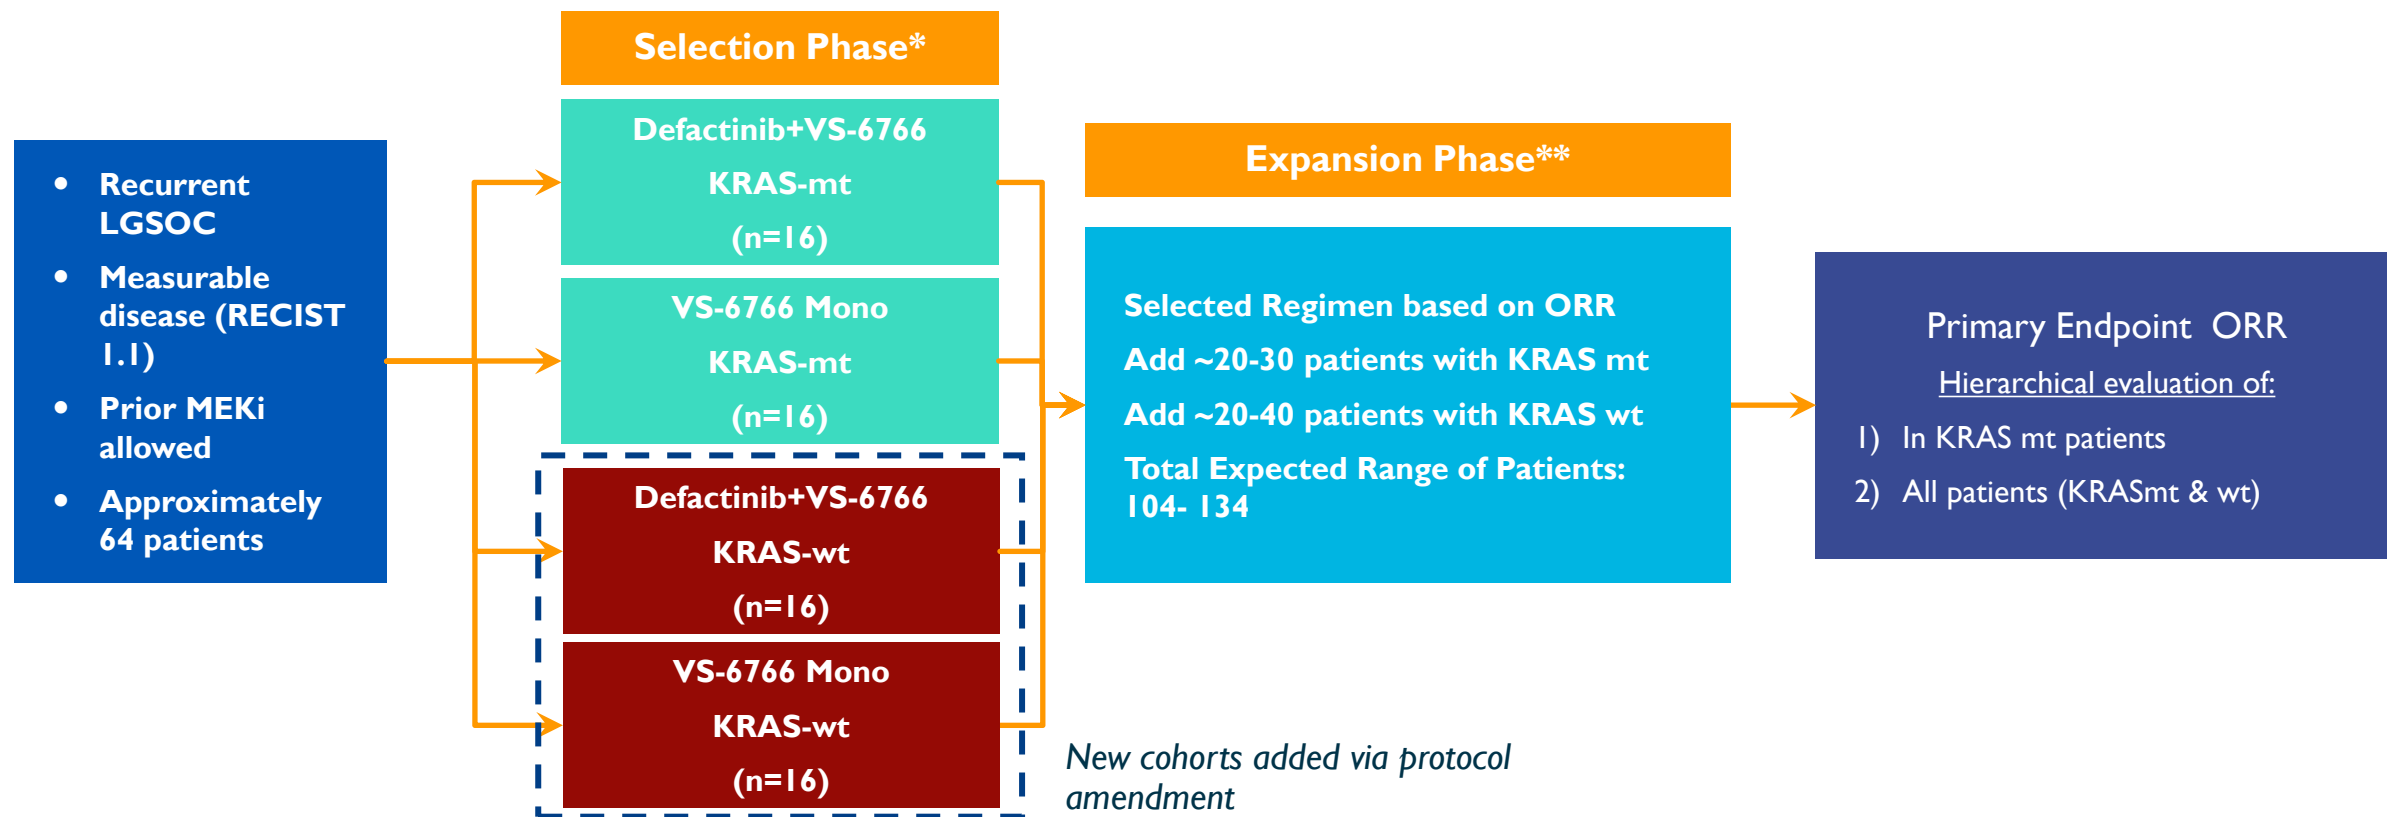 Selection Phase*
• Recurrent
LGSOC
• Measurable
disease (RECIST
1.1)
• Prior MEKi
allowed
• Approximately
64 patients
Defactinib+VS-6766
KRAS-mt
(n=16)
VS-6766 Mono
KRAS-mt
(n=16)
Defactinib+VS-6766
KRAS-wt
(n=16)
VS-6766 Mono
KRAS-wt
(n=16)
New cohorts added via protocol
amendment
Expansion Phase**
Selected Regimen based on ORR
Add ~20-30 patients with KRAS mt
Add ~20-40 patients with KRAS wt
Total Expected Range of Patients:
104- 134
Primary Endpoint ORR
Hierarchical evaluation of:
1) In KRAS mt patients
2) All patients (KRASmt & wt)